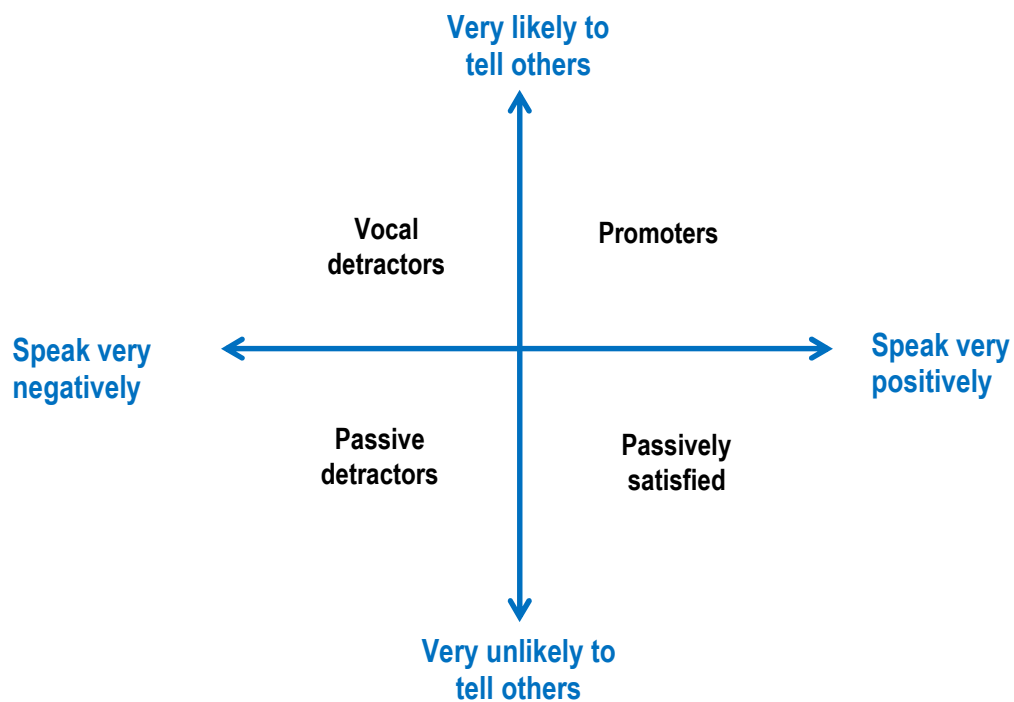 Very likely to
tell others
Vocal
detractors
Promoters
Speak very
negatively
Speak very
positively
Passive
detractors
Passively
satisfied
Very unlikely to
tell others